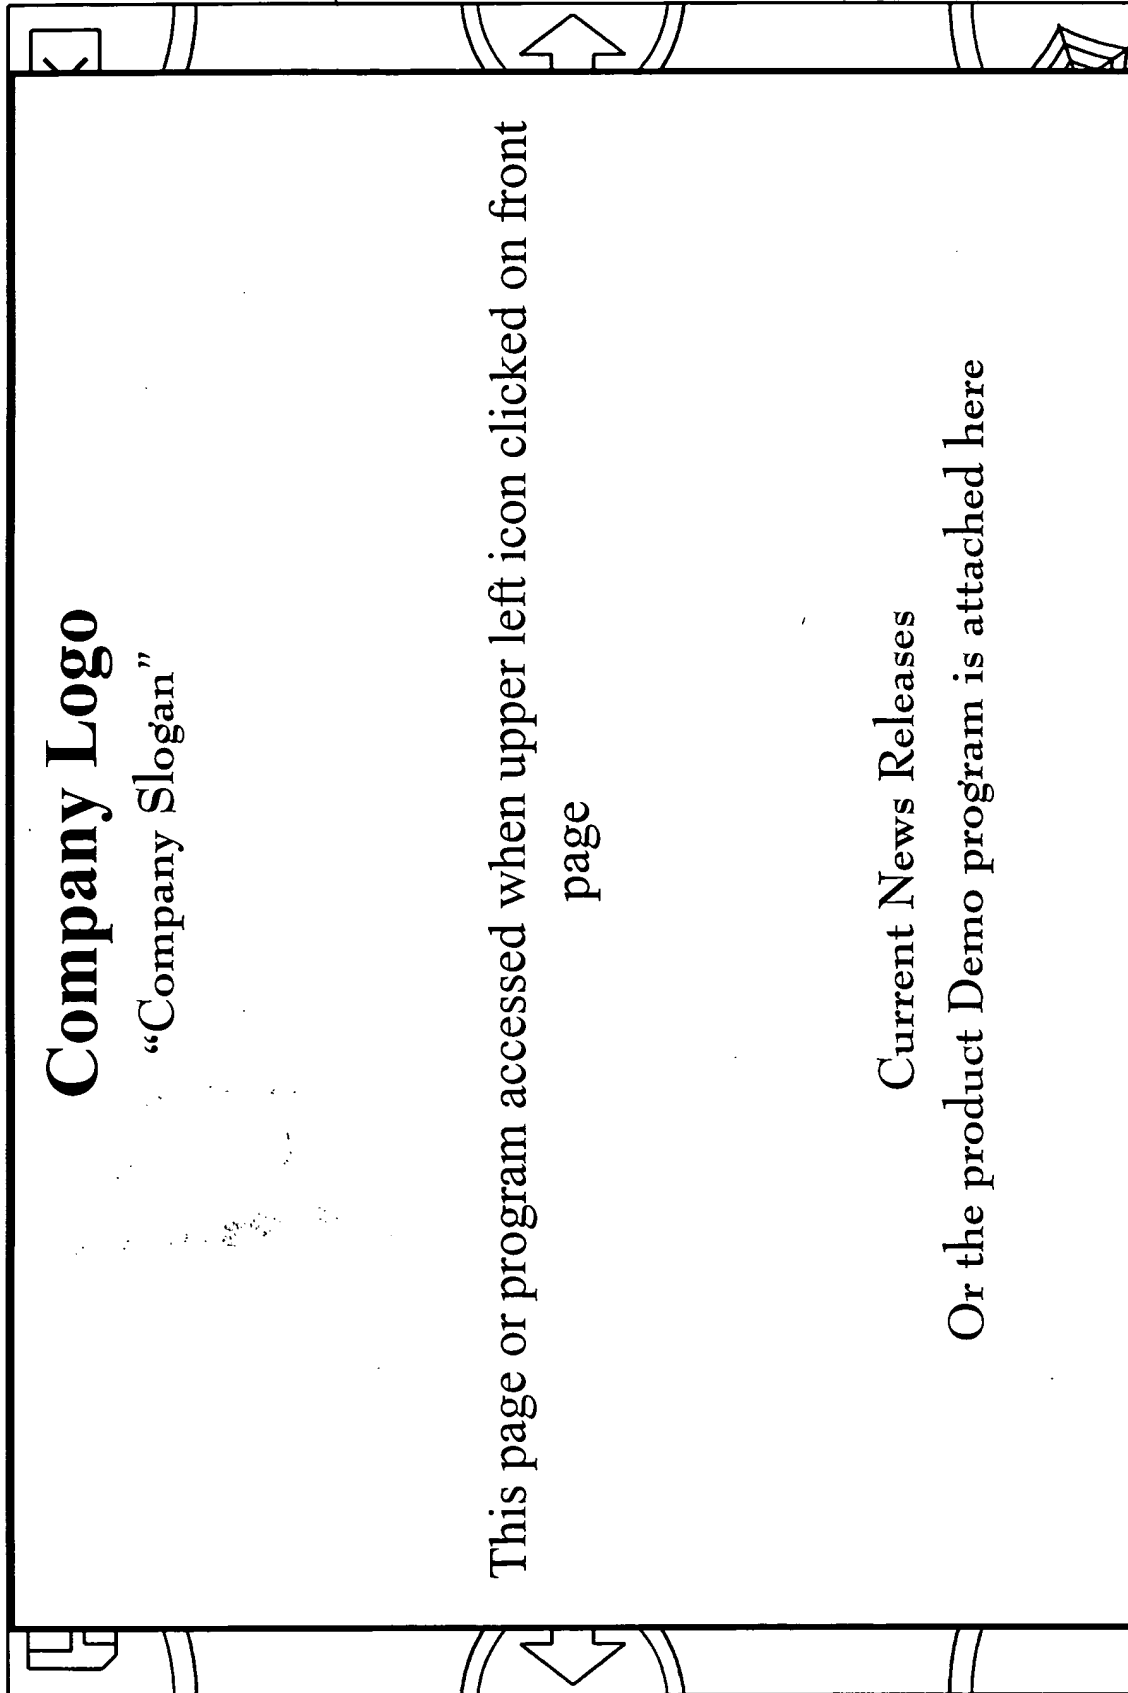 Company Logo
“Company Slogan”
This page or program accessed when upper left icon clicked on front
page
Current News Releases
Or the product Demo program is attached here